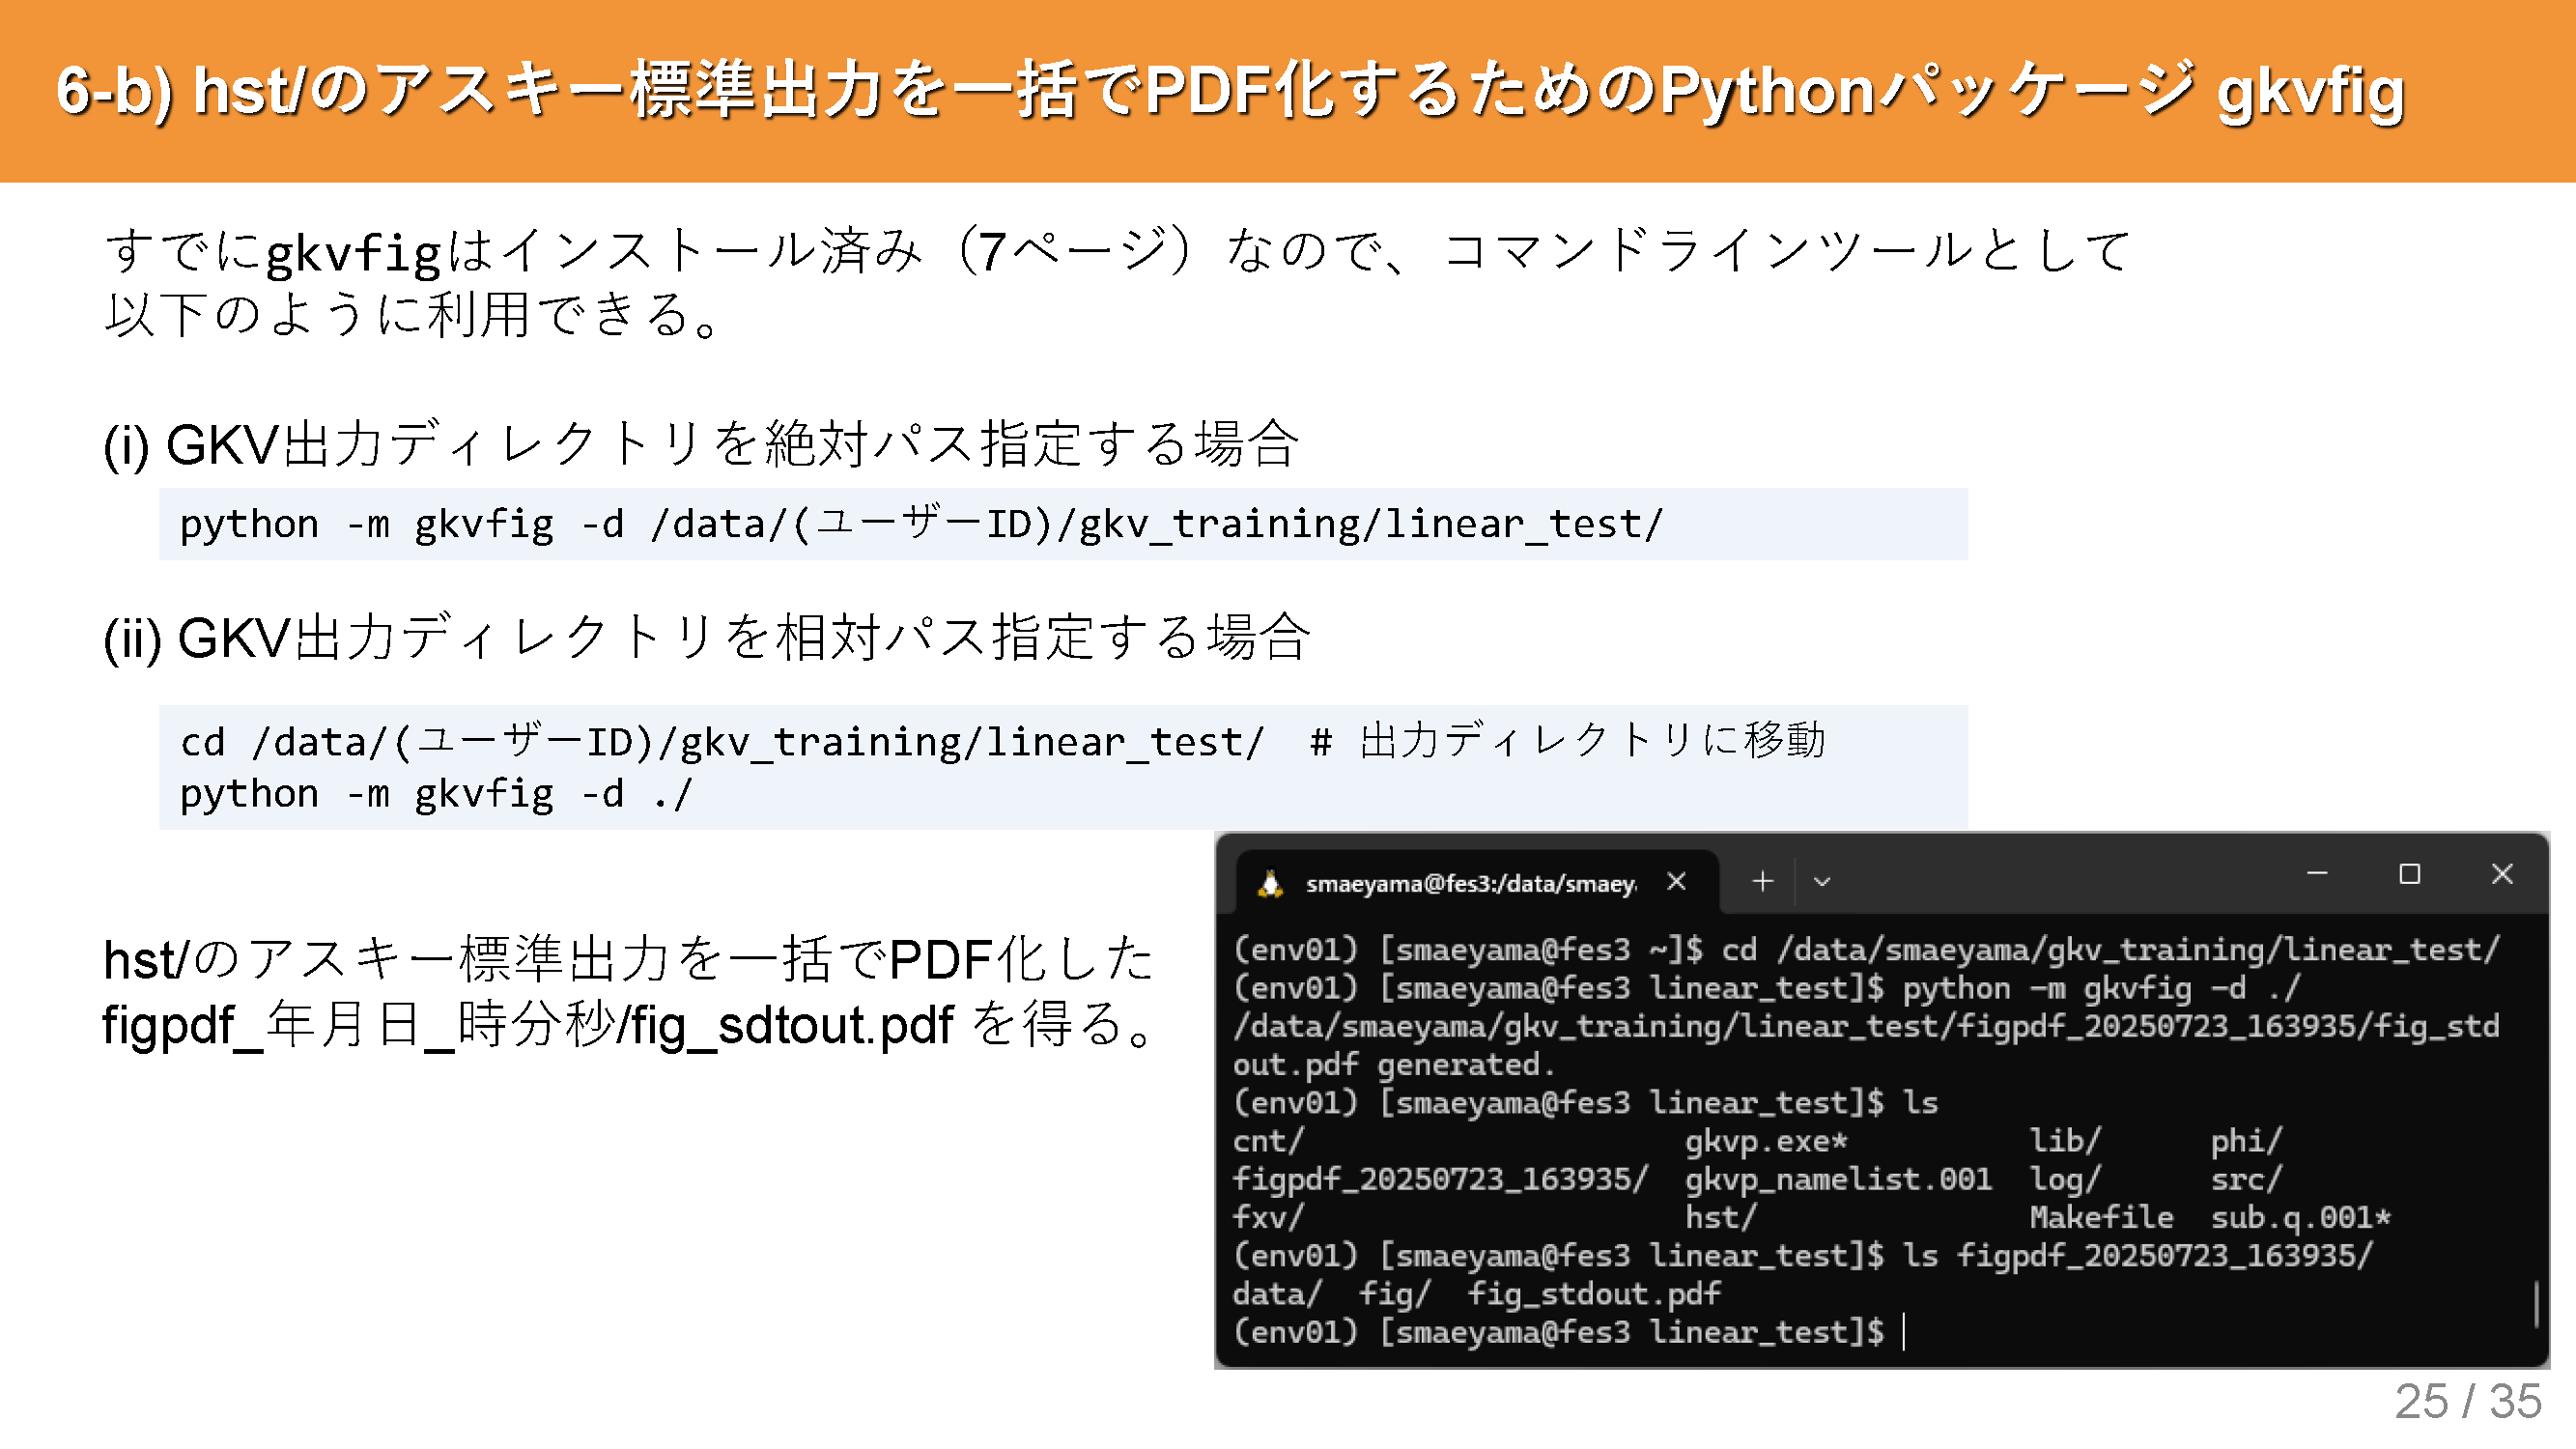 6-b) hst/のアスキー標準出力を一括でPDF化するためのPythonパッケージ gkvfig
すでにgkvfigはインストール済み（7ページ）なので、コマンドラインツールとして
以下のように利用できる。
(i) GKV出力ディレクトリを絶対パス指定する場合
python -m gkvfig -d /data/(ユーザーID)/gkv_training/linear_test/
(ii) GKV出力ディレクトリを相対パス指定する場合
cd /data/(ユーザーID)/gkv_training/linear_test/ # 出力ディレクトリに移動
python -m gkvfig -d ./
hst/のアスキー標準出力を一括でPDF化した
figpdf_年月日_時分秒/fig_sdtout.pdf を得る。
smaeyama@fes3:/data/smaey
(env01) [smaeyama@fes3 ~]$ cd /data/smaeyama/gkv_training/linear_test/
(env01) [smaeyama@fes3 linear_test]$ python -m gkvfig -d ./
/data/smaeyama/gkv_training/linear_test/figpdf_20250723_163935/fig_std
out.pdf generated.
(env01) [smaeyama@fes3 linear_test]$ ls
cnt/ gkvp.exe* lib/ phi/
figpdf_20250723_163935/ gkvp_namelist.001 log/ src/
fxv/ hst/ Makefile sub.q.001*
(env01) [smaeyama@fes3 linear_test]$ ls figpdf_20250723_163935/
data/ fig/ fig_stdout.pdf
(env01) [smaeyama@fes3 linear_test]$
25 / 35